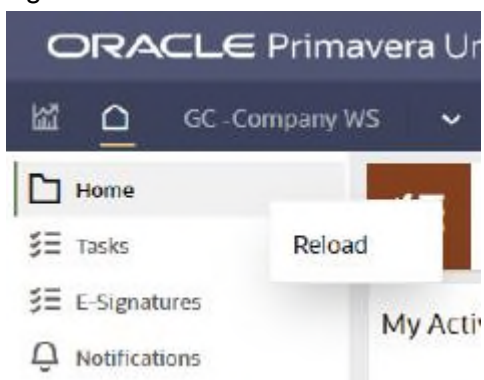 ORACLE Primavera Un
GC -Company WS
Home
Tasks
Reload
E-Signatures
My Activ
Notifications